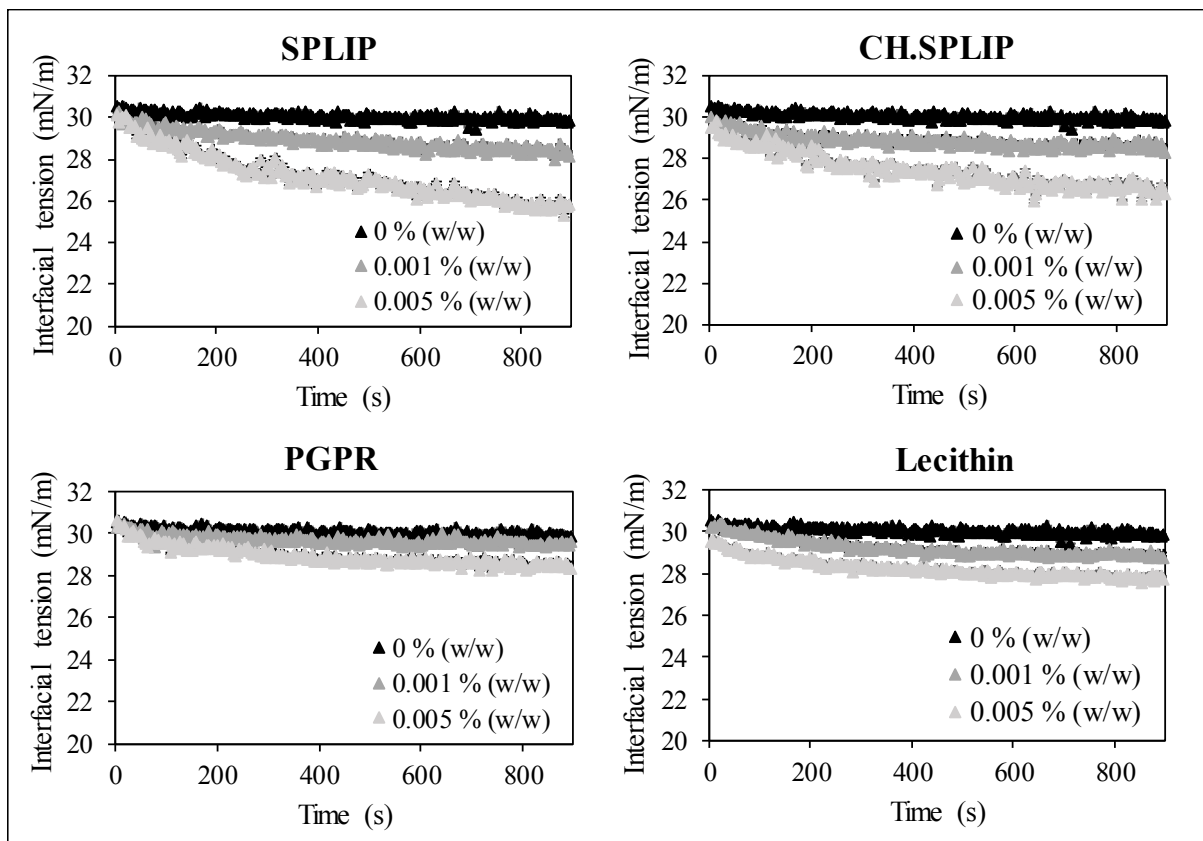 SPLIP
Interfacial tension (mN/m)
32
30
28
26
24
22
20
0 % (w/w)
0.001 % (w/w)
0.005 % (w/w)
0 200 400 600 800
Time (s)
CH.SPLIP
Interfacial tension (mN/m)
32
30
28
26
24
22
20
0 % (w/w)
0.001 % (w/w)
0.005 % (w/w)
0 200 400 600 800
Time (s)
PGPR
Interfacial tension (mN/m)
32
30
28
26
24
22
20
0 % (w/w)
0.001 % (w/w)
0.005 % (w/w)
0 200 400 600 800
Time (s)
Lecithin
Interfacial tension (mN/m)
32
30
28
26
24
22
20
0 % (w/w)
0.001 % (w/w)
0.005 % (w/w)
0 200 400 600 800
Time (s)